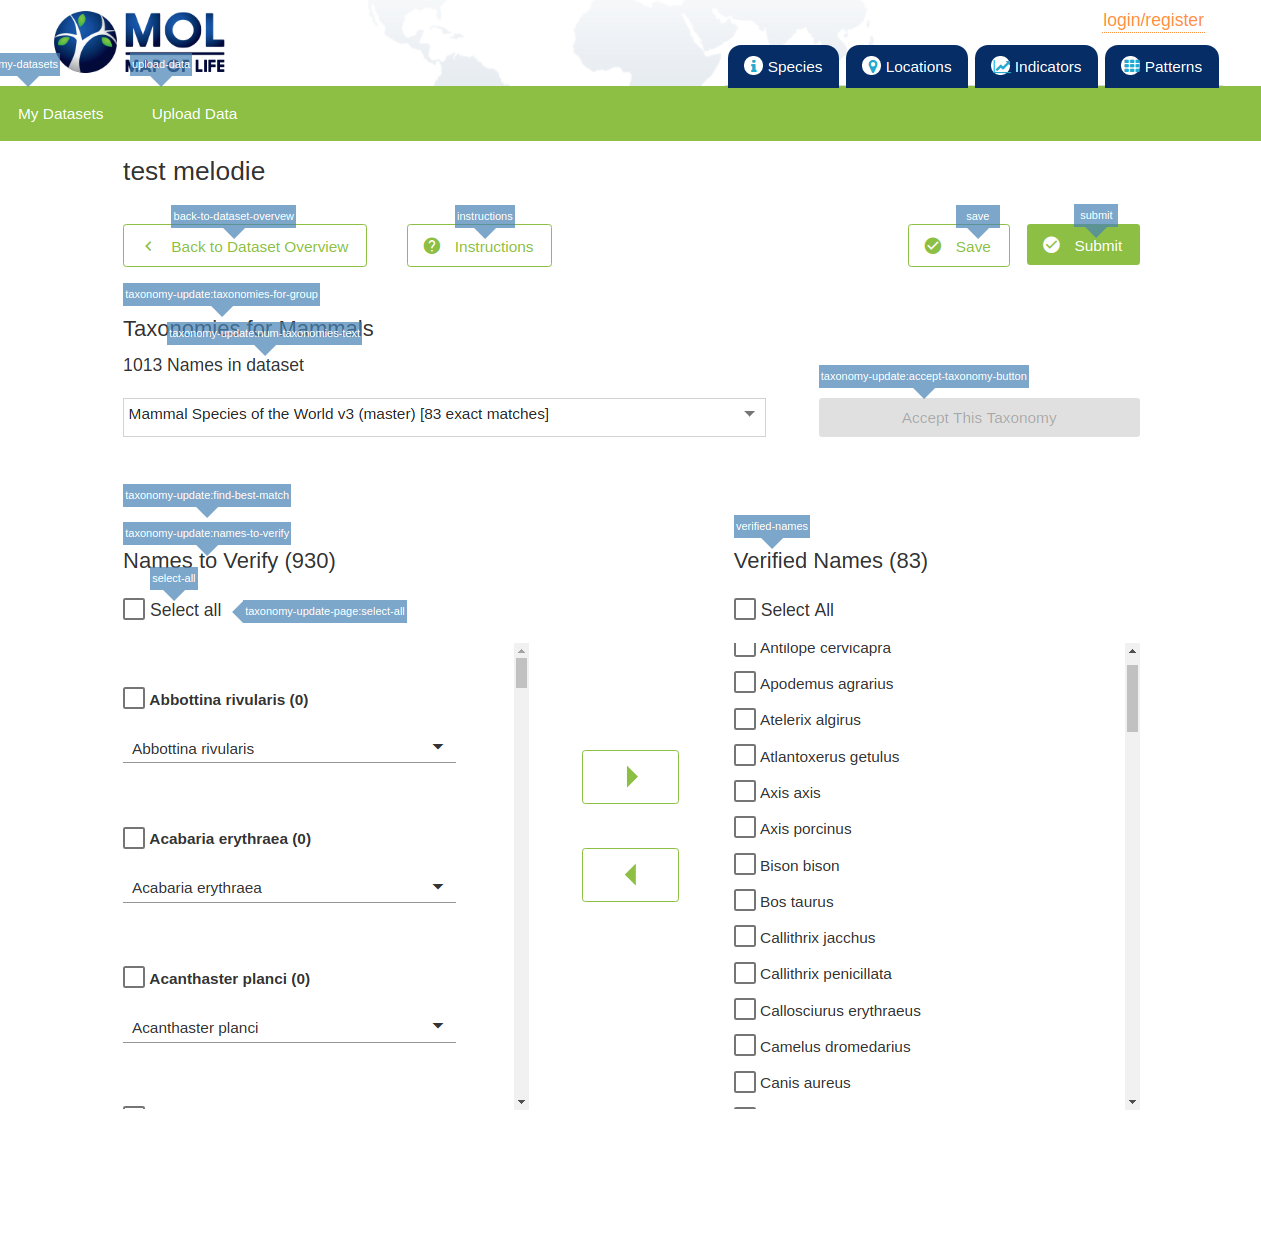 login/register
MOL
MAP OF LIFE
my-datasets
upload-data
Species
Locations
Indicators
Patterns
My Datasets
Upload Data
test melodie
back-to-dataset-overvew
instructions
save
submit
Back to Dataset Overview
Instructions
Save
Submit
taxonomy-update:taxonomies-for-group
Taxonomies for Mammals
taxonomy-update:num-taxonomies-text
1013 Names in dataset
taxonomy-update:accept-taxonomy-button
Mammal Species of the World v3 (master) [83 exact matches]
Accept This Taxonomy
taxonomy-update:find-best-match
taxonomy-update:names-to-verify
Names to Verify (930)
select-all
Select all
taxonomy-update-page:select-all
Abbottina rivularis (0)
Abbottina rivularis
Acabaria erythraea (0)
Acabaria erythraea
Acanthaster planci (0)
Acanthaster planci
verified-names
Verified Names (83)
Select All
Antilope cervicapra
Apodemus agrarius
Atelerix algirus
Atlantoxerus getulus
Axis axis
Axis porcinus
Bison bison
Bos taurus
Callithrix jacchus
Callithrix penicillata
Callosciurus erythraeus
Camelus dromedarius
Canis aureus